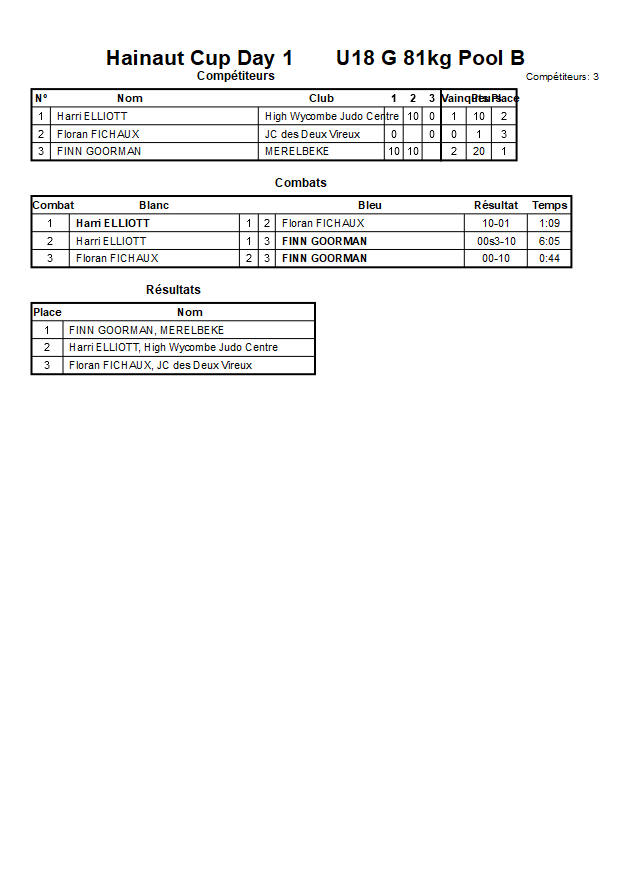 Hainaut Cup Day 1 U18 G 81kg Pool B
Compétiteurs Compétiteurs: 3
Nº Nom Club 1 2 3 Vainqueurs Pts Place
1 Harri ELLIOTT High Wycombe Judo Centre 10 0 1 10 2
2 Floran FICHAUX JC des Deux Vireux 0 0 0 1 3
3 FINN GOORMAN MERELBEKE 10 10 2 20 1
Combats
Combat Blanc Bleu Résultat Temps
1 Harri ELLIOTT 1 2 Floran FICHAUX 10-01 1:09
2 Harri ELLIOTT 1 3 FINN GOORMAN 00s3-10 6:05
3 Floran FICHAUX 2 3 FINN GOORMAN 00-10 0:44
Résultats
Place Nom
1 FINN GOORMAN, MERELBEKE
2 Harri ELLIOTT, High Wycombe Judo Centre
3 Floran FICHAUX, JC des Deux Vireux